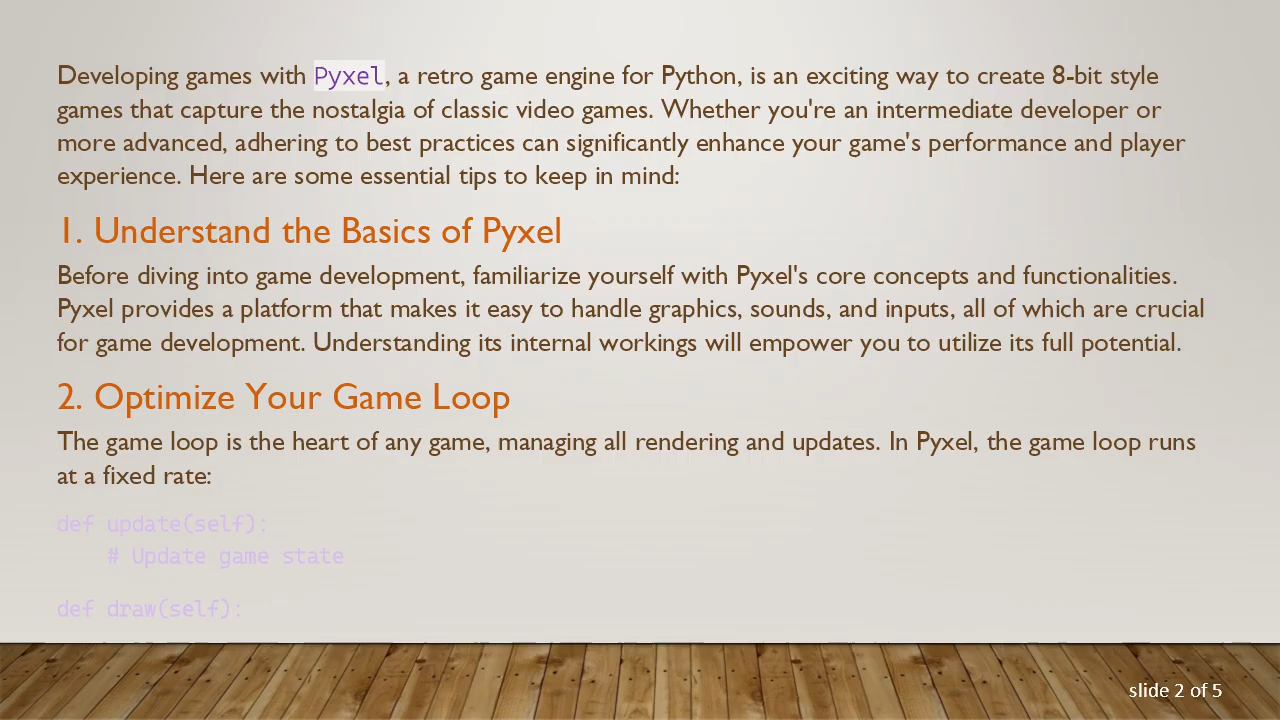 Developing games with Pyxel, a retro game engine for Python, is an exciting way to create 8-bit style
games that capture the nostalgia of classic video games. Whether you're an intermediate developer or
more advanced, adhering to best practices can significantly enhance your game's performance and player
experience. Here are some essential tips to keep in mind:
1. Understand the Basics of Pyxel
Before diving into game development, familiarize yourself with Pyxel's core concepts and functionalities.
Pyxel provides a platform that makes it easy to handle graphics, sounds, and inputs, all of which are crucial
for game development. Understanding its internal workings will empower you to utilize its full potential.
2. Optimize Your Game Loop
The game loop is the heart of any game, managing all rendering and updates. In Pyxel, the game loop runs
at a fixed rate:
def update(self):
    # Update game state
def draw(self):
slide 2 of 5